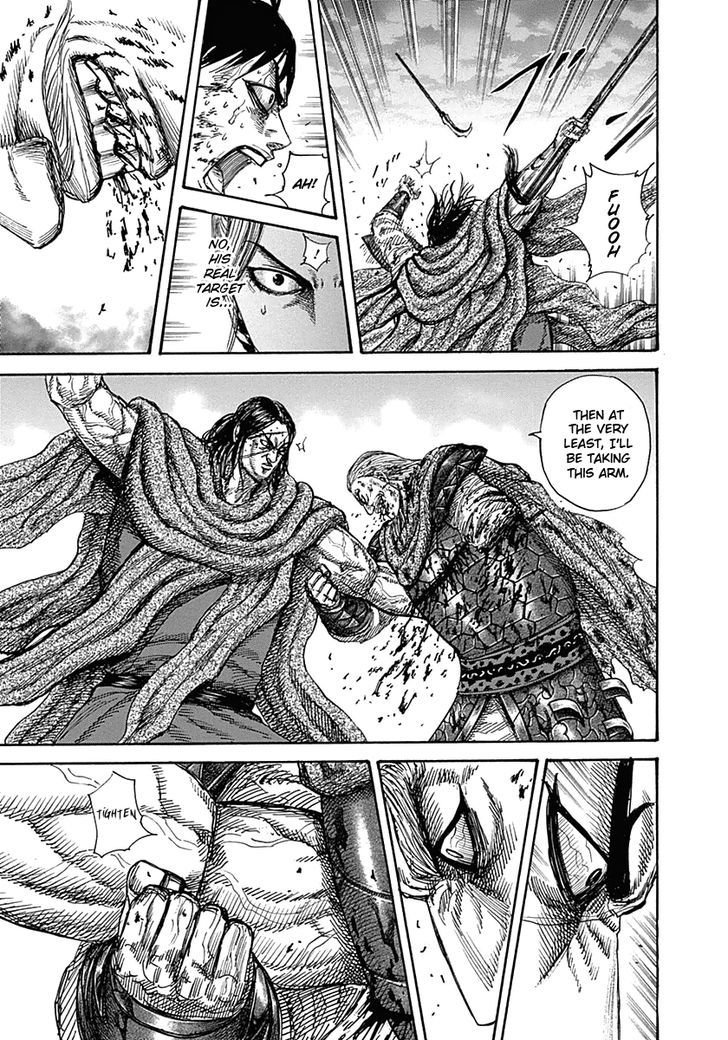 FUOOH
AH!
!
NO,
HIS
REAL
TARGET
IS...
THEN AT
THE VERY
LEAST, I'LL
BE TAKING
THIS ARM.
TIGHTEN